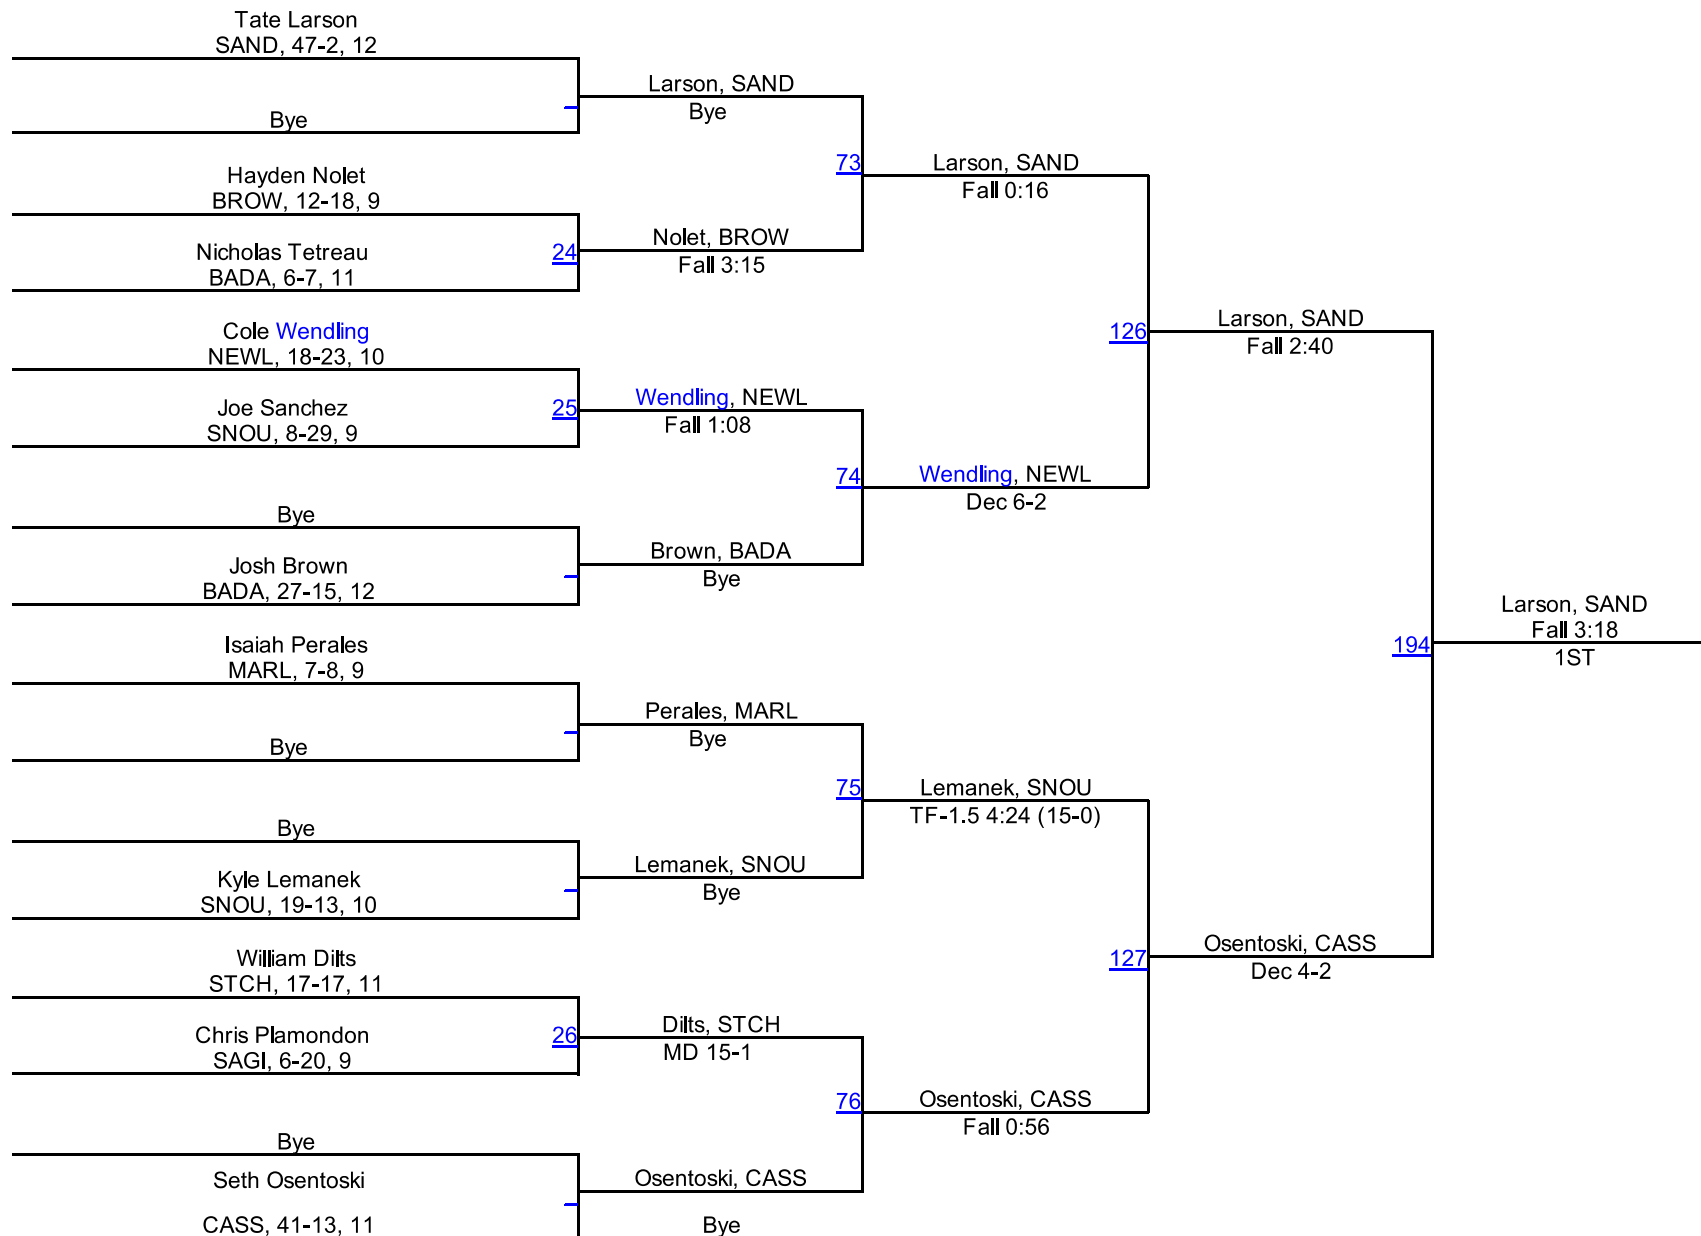 Tate Larson
SAND, 47-2, 12
Bye
Hayden Nolet
BROW, 12-18, 9
Nicholas Tetreau
BADA, 6-7, 11
24
Cole Wendling
NEWL, 18-23, 10
Joe Sanchez
SNOU, 8-29, 9
25
Bye
Josh Brown
BADA, 27-15, 12
Isaiah Perales
MARL, 7-8, 9
Bye
Bye
Kyle Lemanek
SNOU, 19-13, 10
William Dilts
STCH, 17-17, 11
Chris Plamondon
SAGI, 6-20, 9
26
Bye
Seth Osentoski
CASS, 41-13, 11
Larson, SAND
Bye
73
Nolet, BROW
Fall 3:15
Wendling, NEWL
Fall 1:08
74
Brown, BADA
Bye
Perales, MARL
Bye
75
Lemanek, SNOU
Bye
Dilts, STCH
MD 15-1
76
Osentoski, CASS
Bye
Larson, SAND
Fall 0:16
126
Wendling, NEWL
Dec 6-2
Lemanek, SNOU
TF-1.5 4:24 (15-0)
127
Osentoski, CASS
Fall 0:56
Larson, SAND
Fall 2:40
194
Osentoski, CASS
Dec 4-2
Larson, SAND
Fall 3:18
1ST